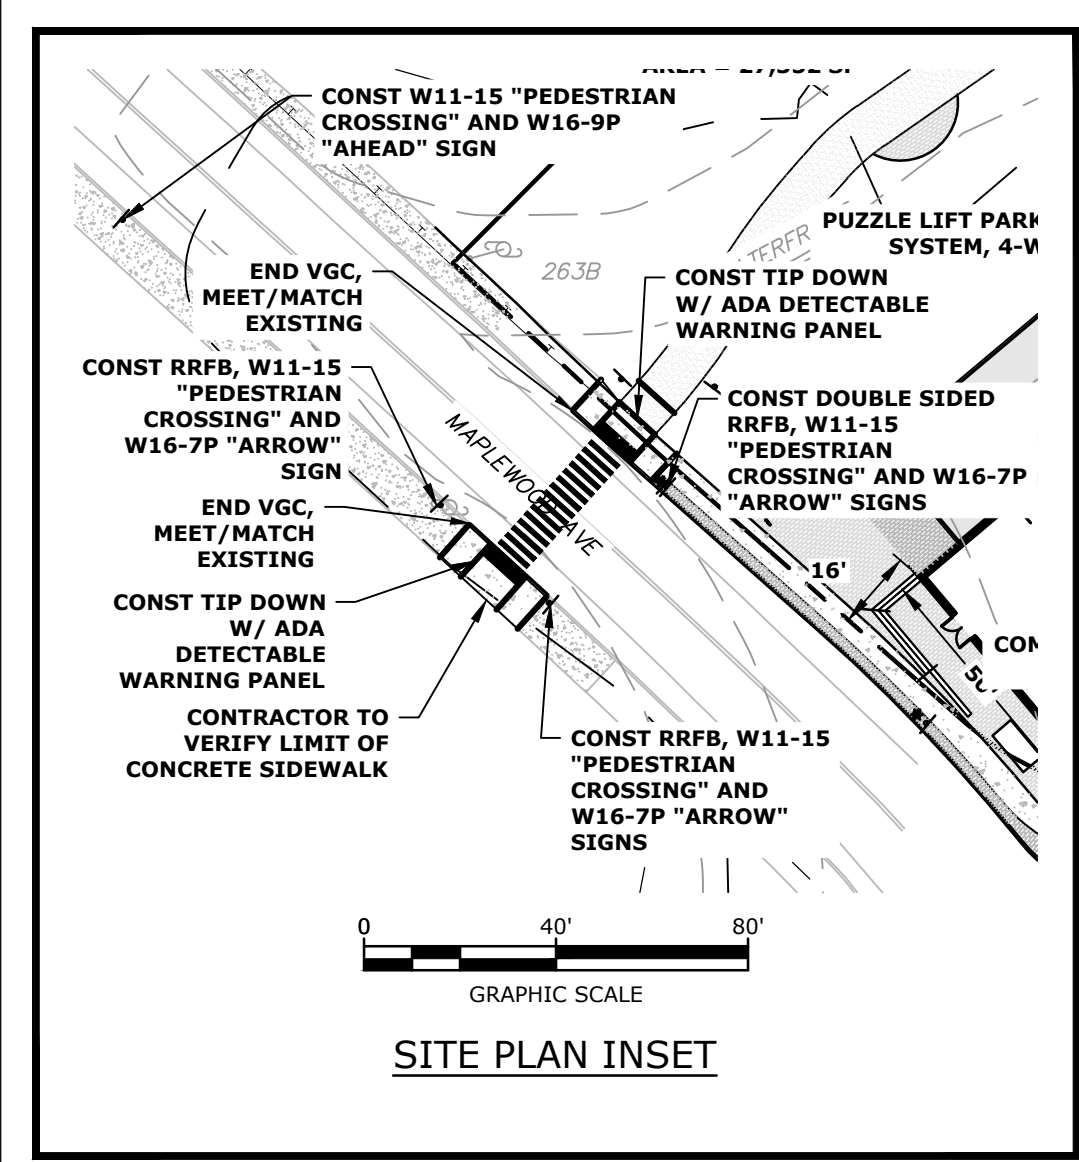 CONST W11-15 "PEDESTRIAN
CROSSING" AND W16-9P
"AHEAD" SIGN
PUZZLE LIFT PARK
SYSTEM, 4-W
263B
END VGC,
MEET/MATCH
EXISTING
CONST TIP DOWN
W/ ADA DETECTABLE
WARNING PANEL
CONST RRFB, W11-15
"PEDESTRIAN
CROSSING" AND
W16-7P "ARROW"
SIGN
CONST DOUBLE SIDED
RRFB, W11-15
"PEDESTRIAN
CROSSING" AND W16-7P
"ARROW" SIGNS
MAPLEWOOD AVE
END VGC,
MEET/MATCH
EXISTING
16'
50'
COM
CONST TIP DOWN
W/ ADA
DETECTABLE
WARNING PANEL
CONTRACTOR TO
VERIFY LIMIT OF
CONCRETE SIDEWALK
CONST RRFB, W11-15
"PEDESTRIAN
CROSSING" AND
W16-7P "ARROW"
SIGNS
0 40' 80'
GRAPHIC SCALE
SITE PLAN INSET